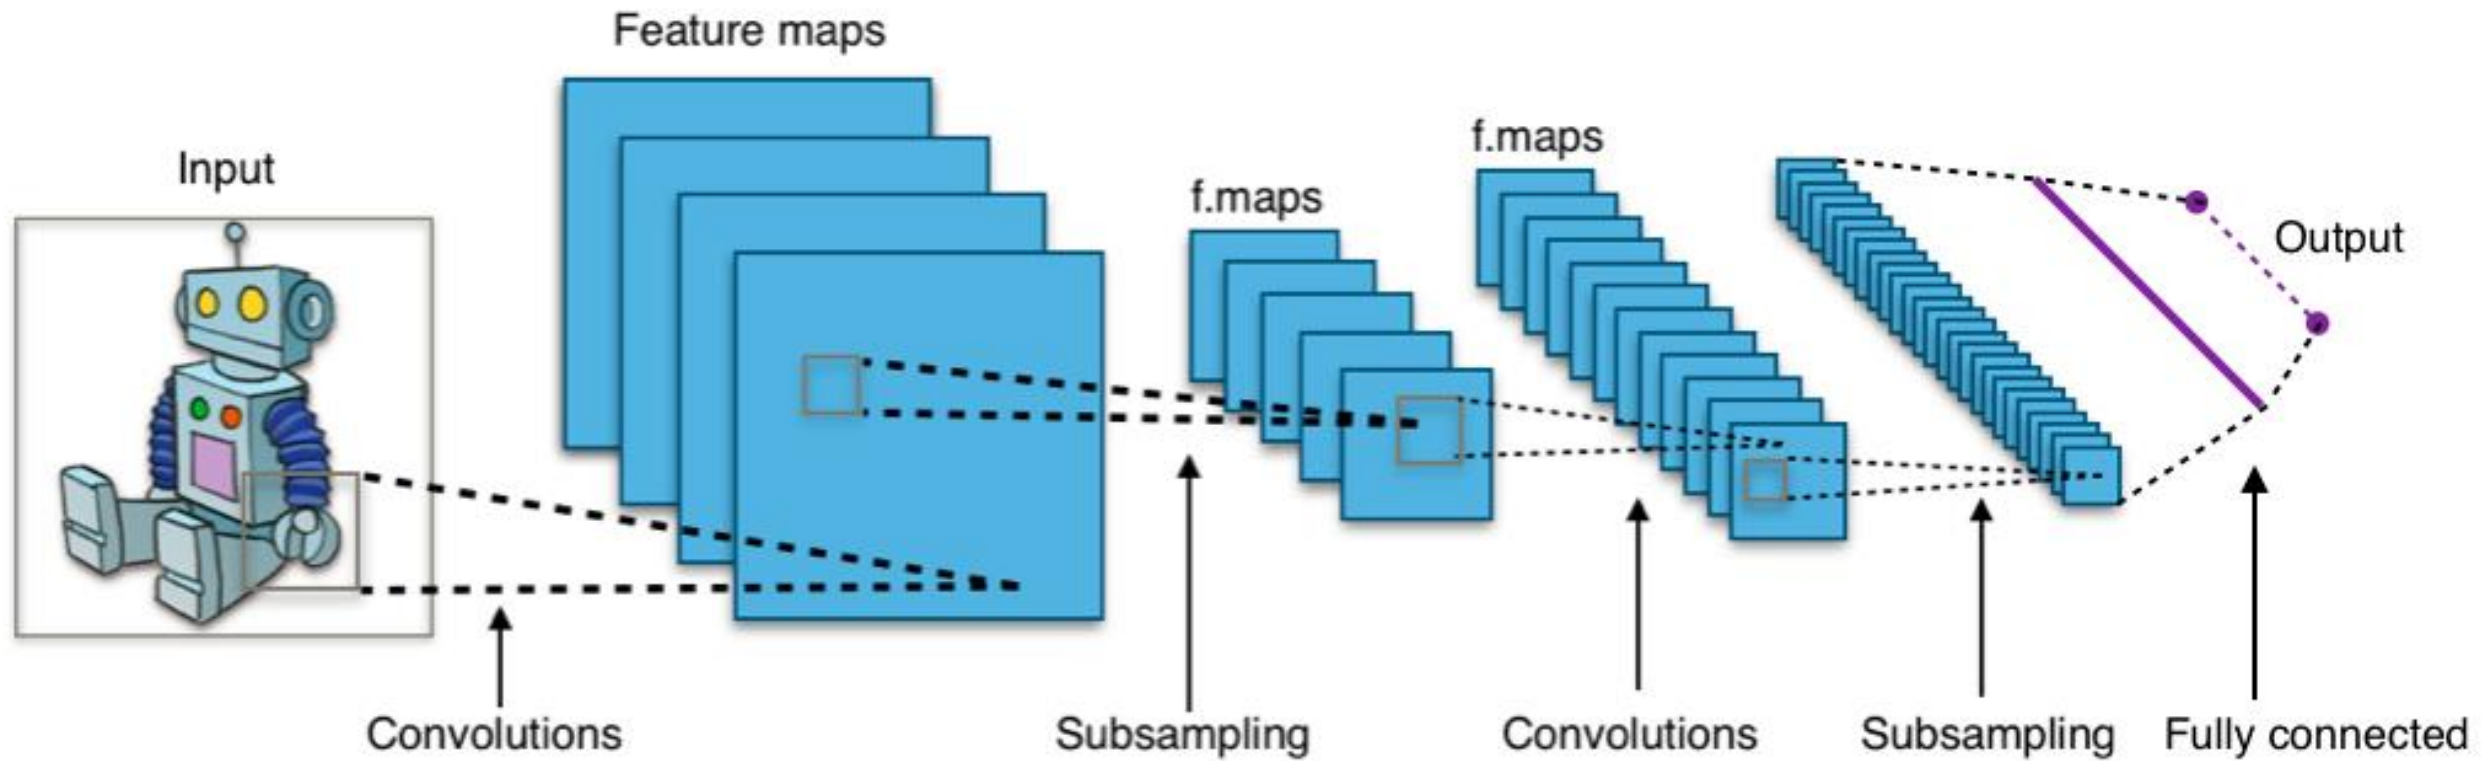 Feature maps
Input
f.maps
f.maps
Output
Convolutions
Subsampling
Convolutions
Subsampling
Fully connected